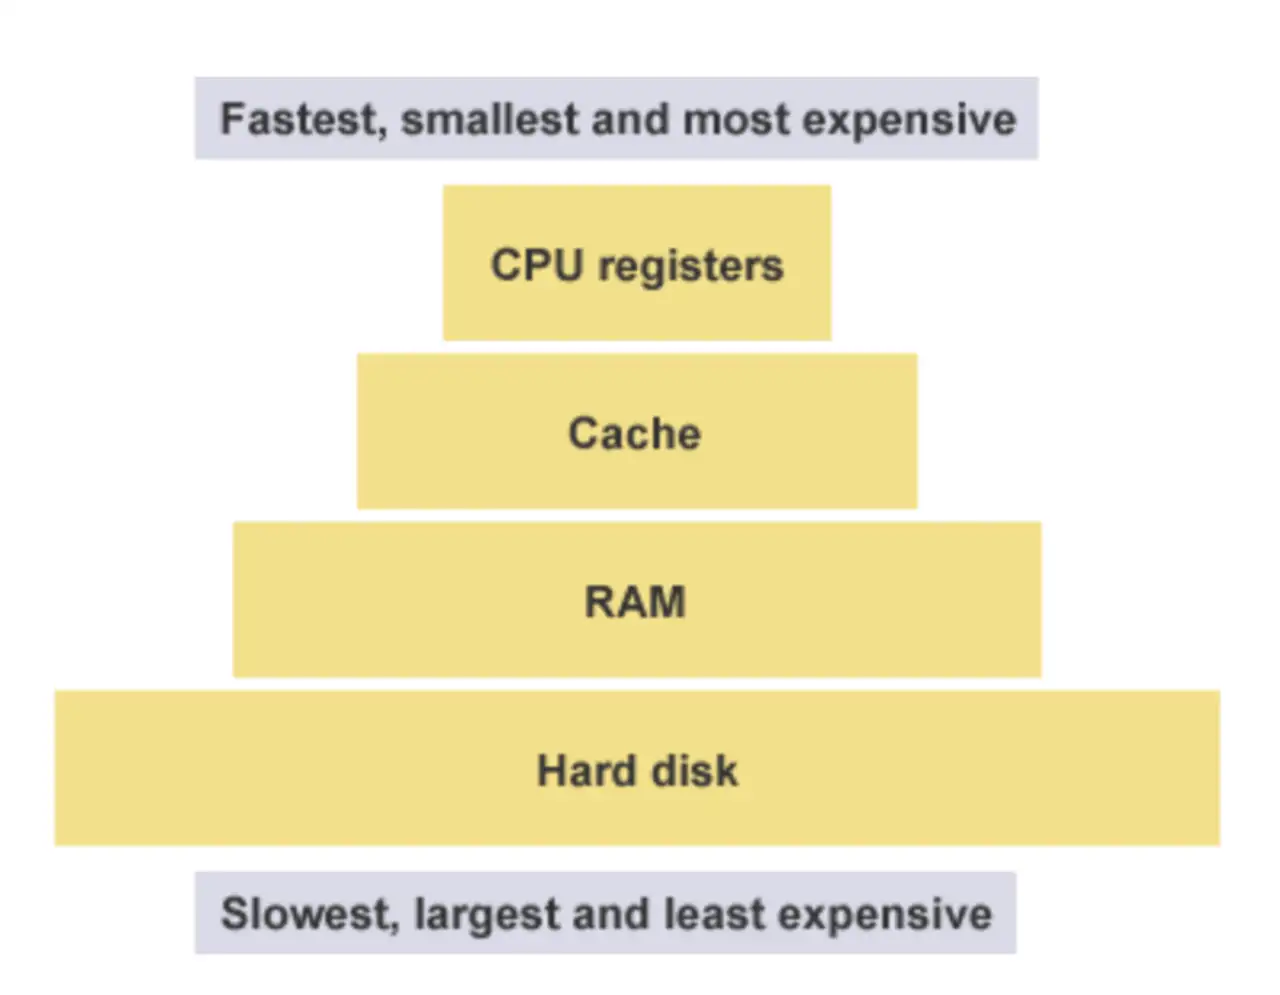 Fastest, smallest and most expensive
CPU registers
Cache
RAM
Hard disk
Slowest, largest and least expensive